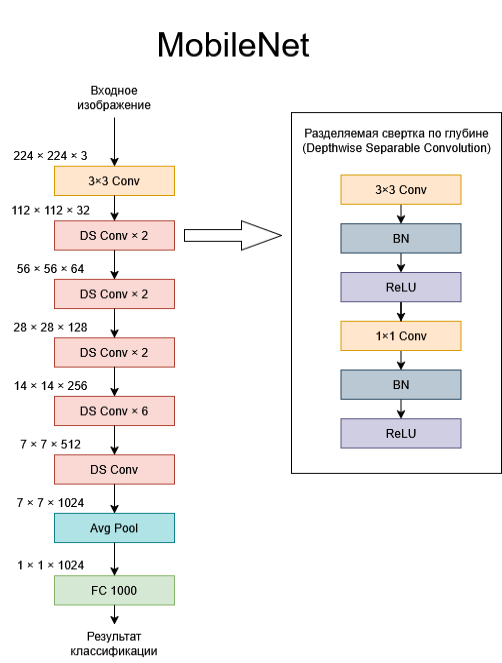 MobileNet
Входное
изображение
224 × 224 × 3
3×3 Conv
112 × 112 × 32
DS Conv × 2
56 × 56 × 64
DS Conv × 2
28 × 28 × 128
DS Conv × 2
14 × 14 × 256
DS Conv × 6
7 × 7 × 512
DS Conv
7 × 7 × 1024
Avg Pool
1 × 1 × 1024
FC 1000
Результат
классификации
Разделяемая свертка по глубине
(Depthwise Separable Convolution)
3×3 Conv
BN
ReLU
1×1 Conv
BN
ReLU